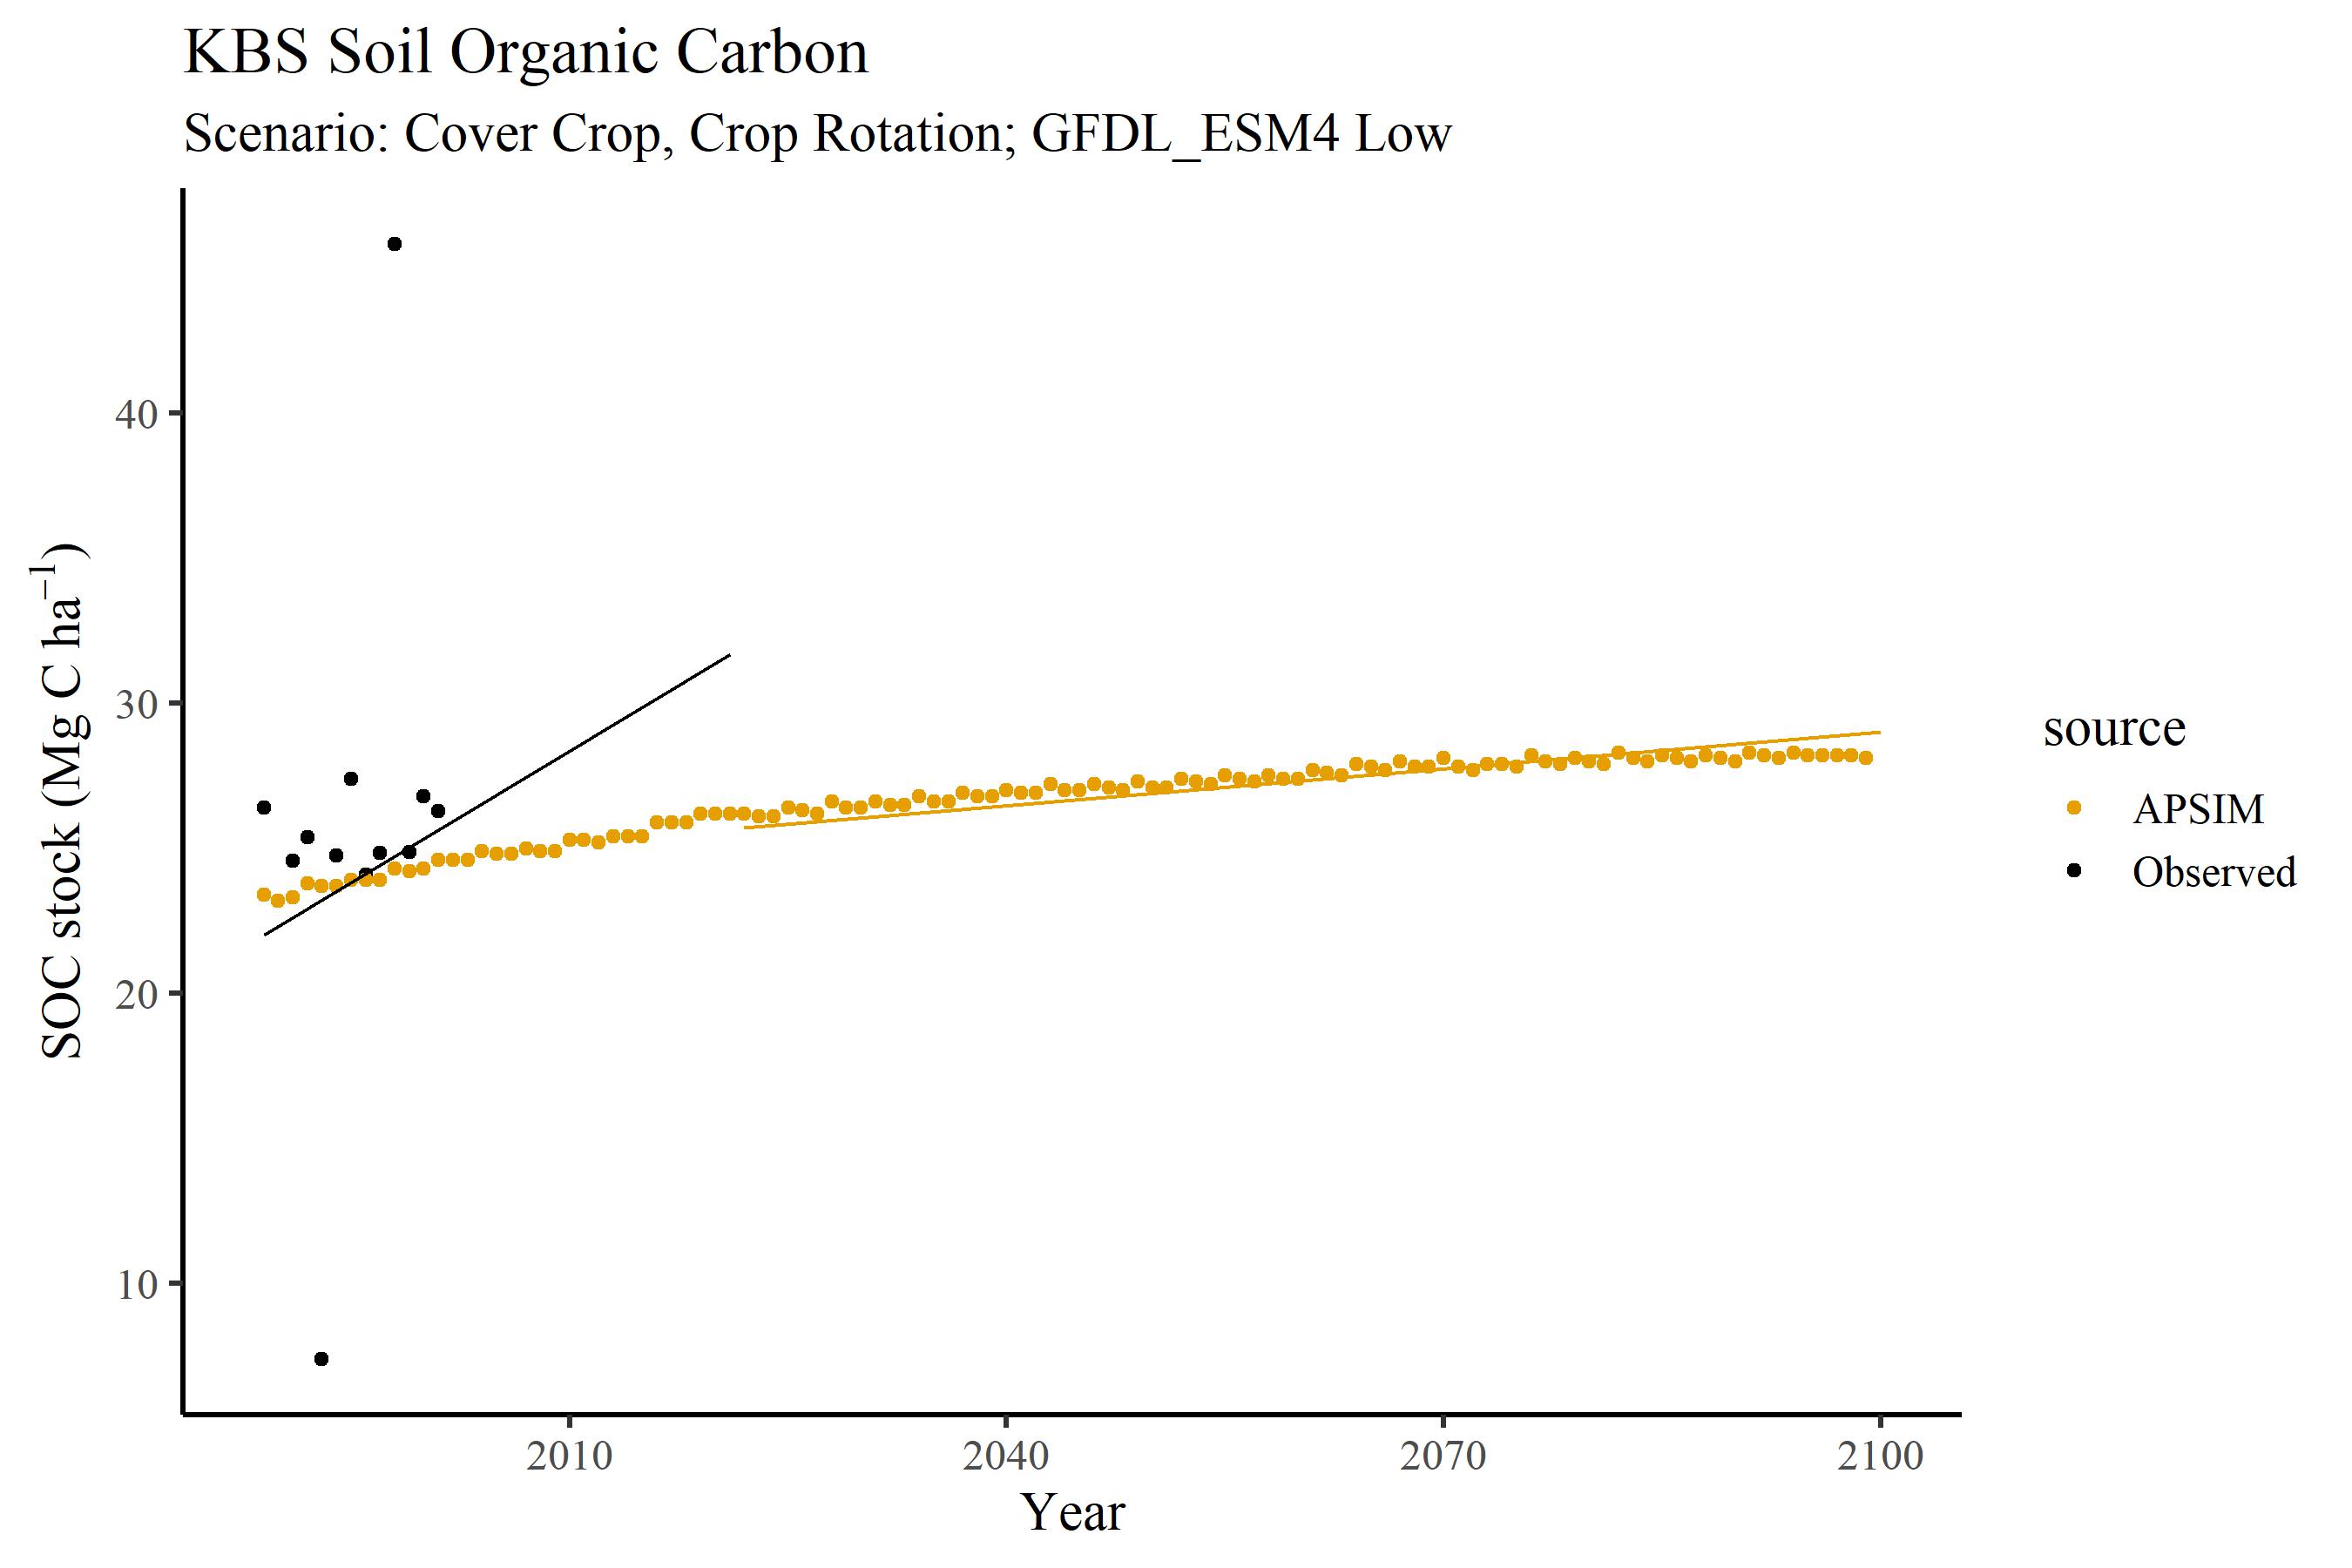 KBS Soil Organic Carbon
Scenario: Cover Crop, Crop Rotation; GFDL_ESM4 Low
SOC stock (Mg C ha⁻¹)
40
30
20
10
2010
2040
2070
2100
Year
source
APSIM
Observed